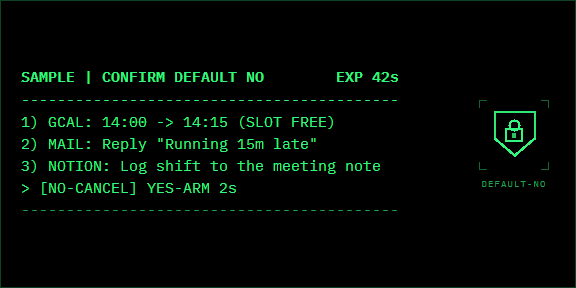 SAMPLE | CONFIRM DEFAULT NO EXP 42s
------------------------------------------
1) GCAL: 14:00 -> 14:15 (SLOT FREE)
2) MAIL: Reply "Running 15m late"
3) NOTION: Log shift to the meeting note
> [NO-CANCEL] YES-ARM 2s
------------------------------------------
DEFAULT-NO